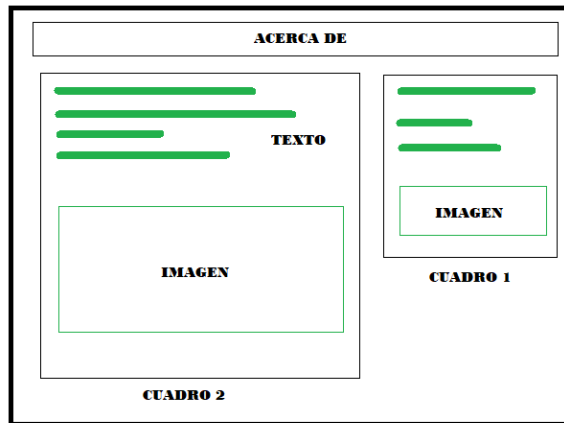 ACERCA DE
TEXTO
IMAGEN
CUADRO 2
IMAGEN
CUADRO 1